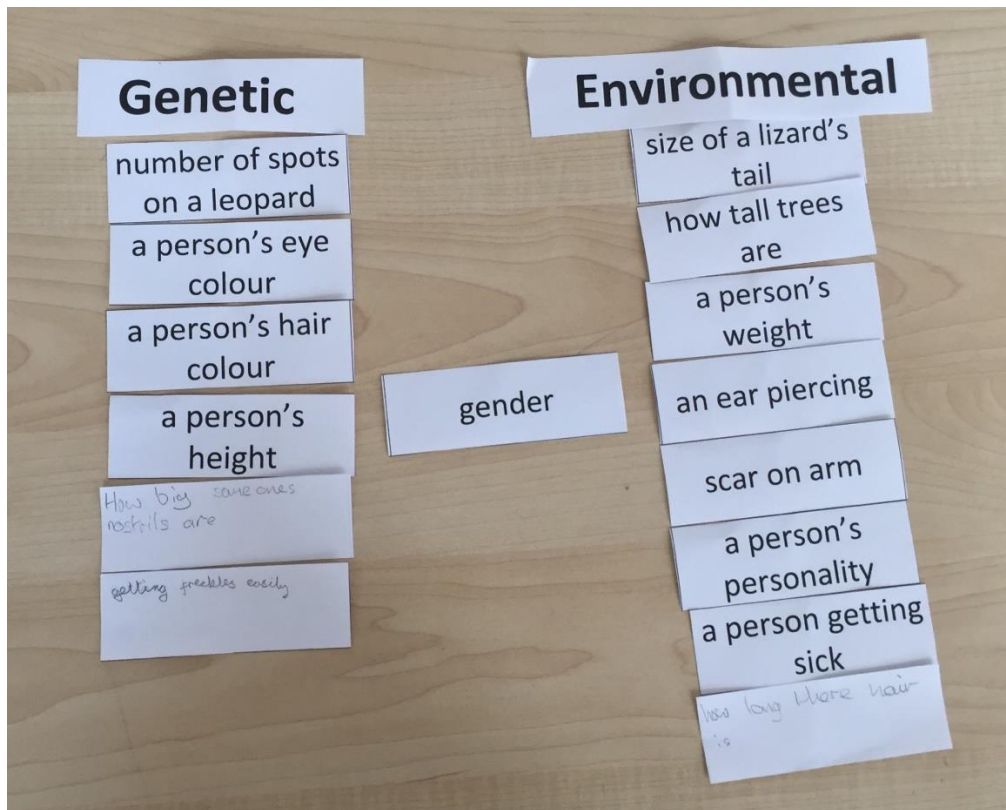 Genetic
number of spots
on a leopard
a person's eye
colour
a person's hair
colour
a person's
height
How big someones
nostrils are
getting freckles easily
gender
Environmental
size of a lizard's
tail
how tall trees
are
a person's
weight
an ear piercing
scar on arm
a person's
personality
a person getting
sick
how long there hair
is